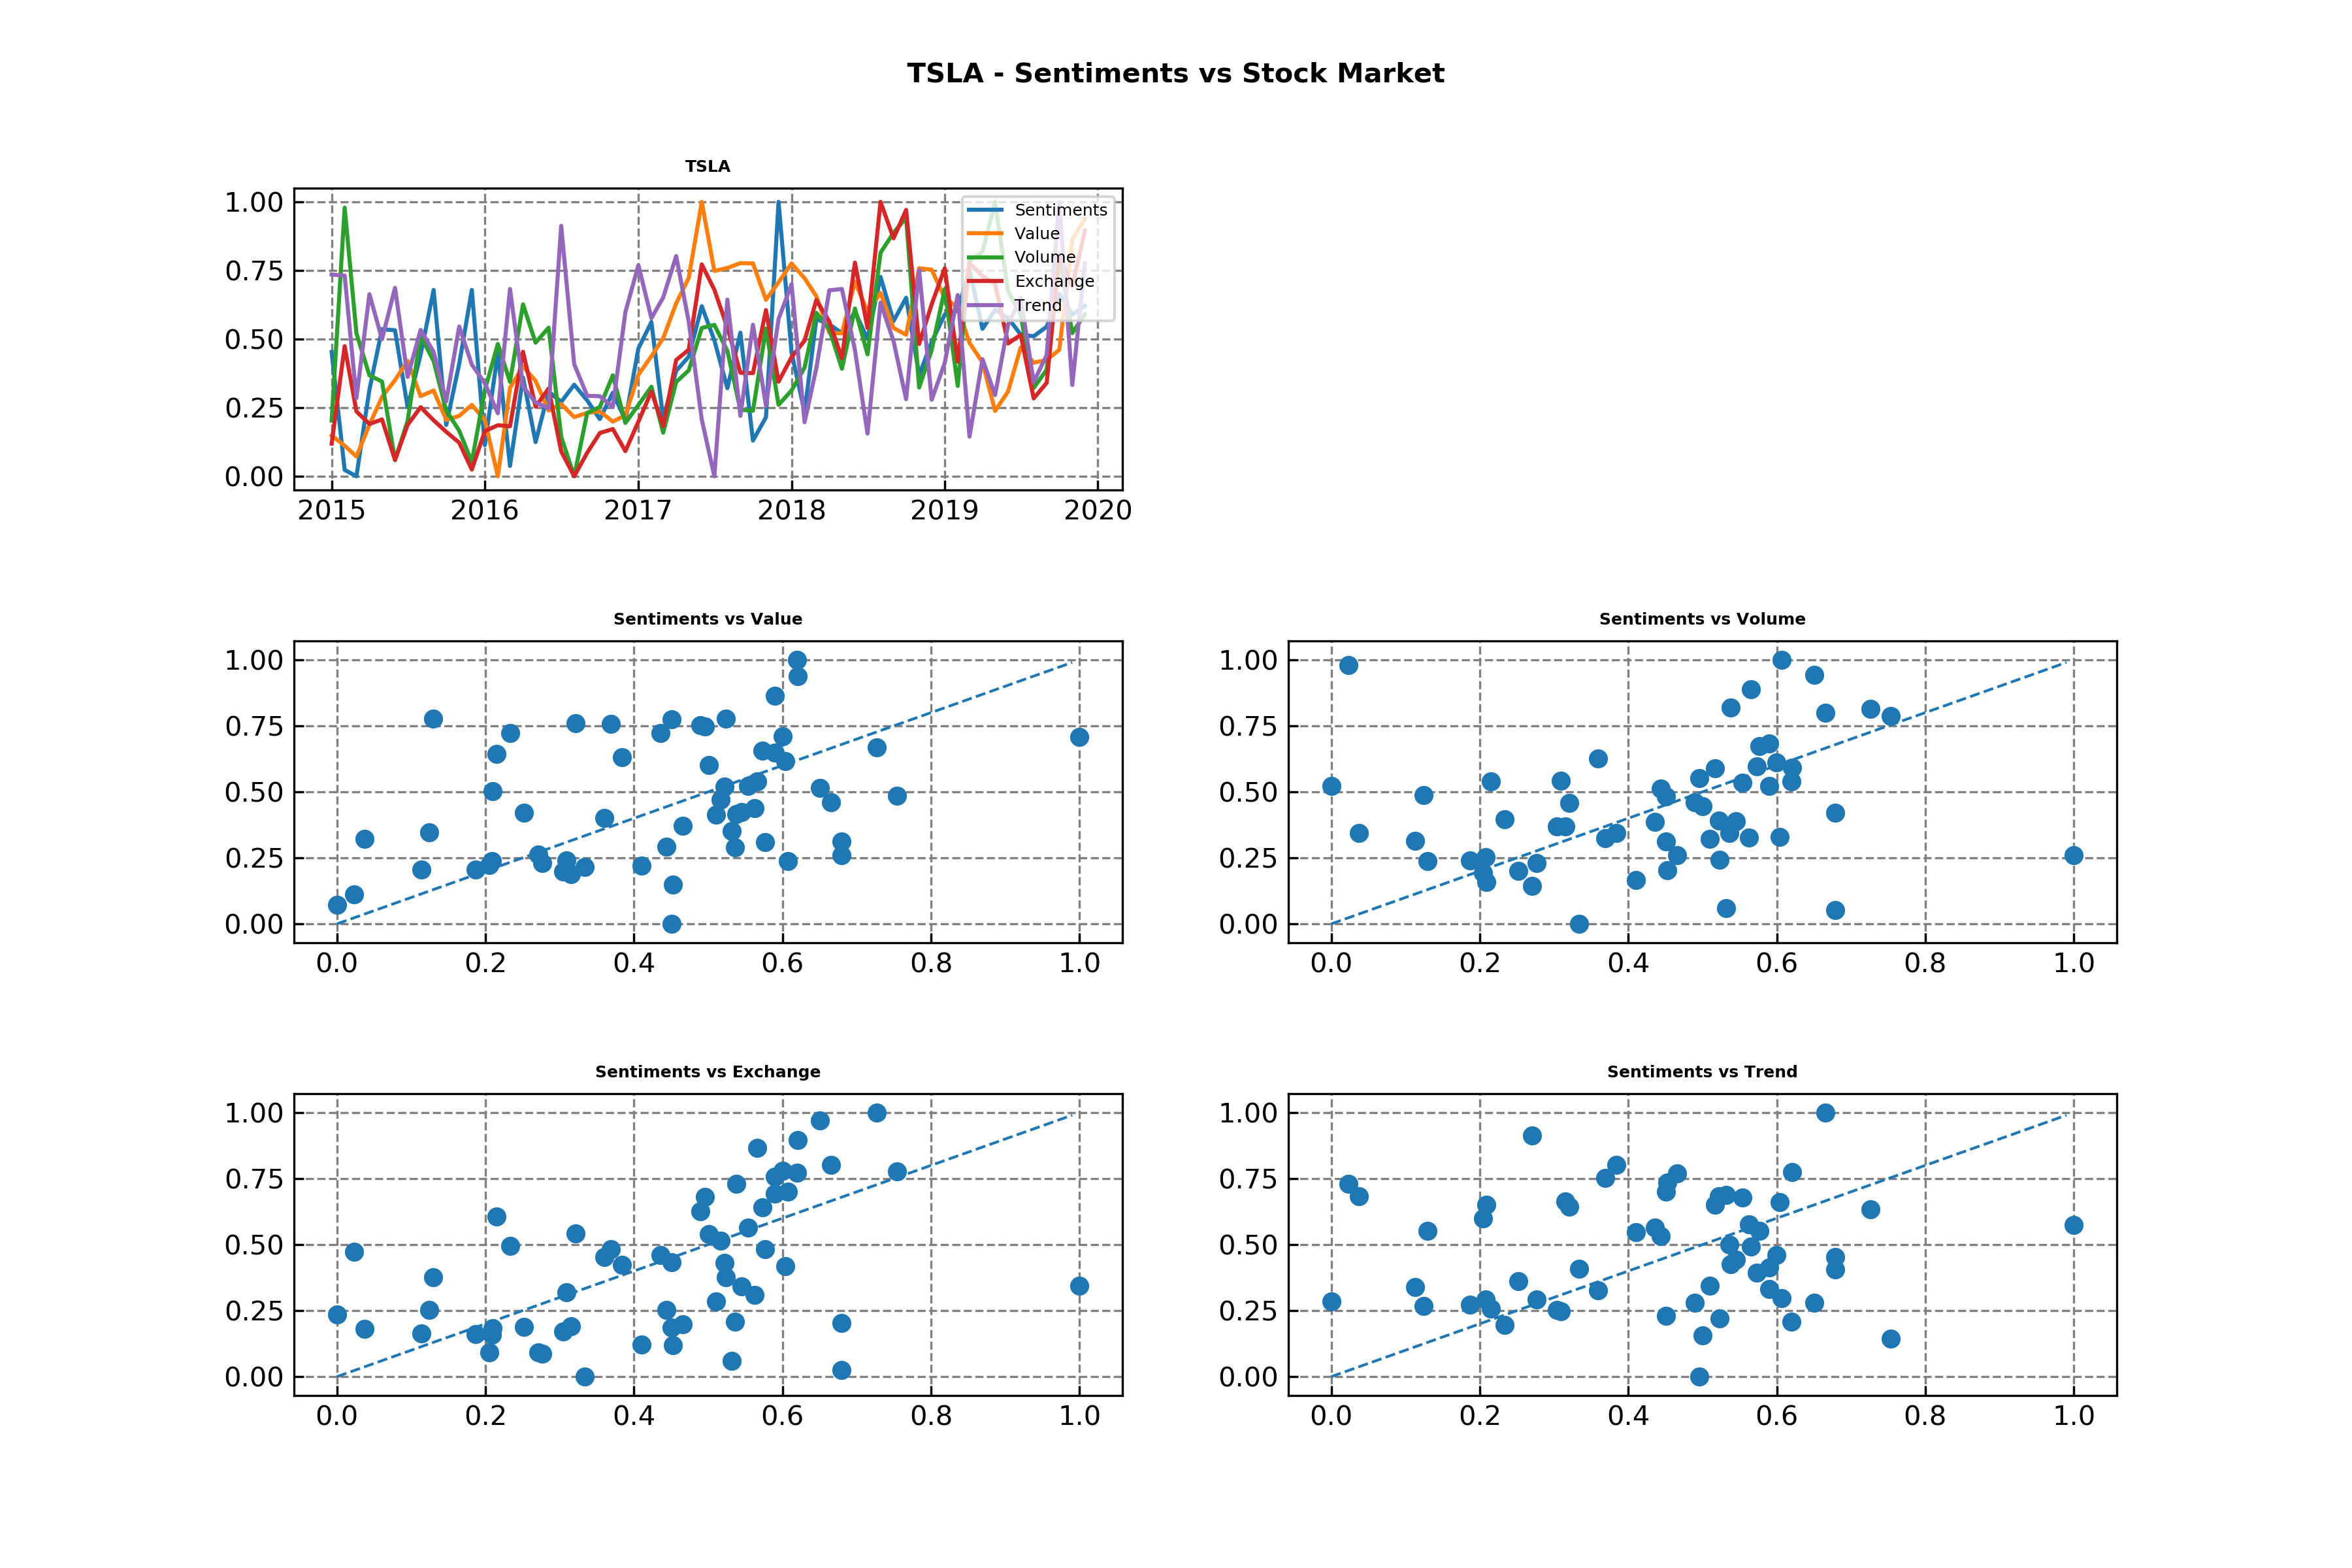 TSLA - Sentiments vs Stock Market
TSLA
1.00
0.75
0.50
0.25
0.00
2015 2016 2017 2018 2019 2020
Sentiments
Value
Volume
Exchange
Trend
Sentiments vs Value
1.00
0.75
0.50
0.25
0.00
0.0 0.2 0.4 0.6 0.8 1.0
Sentiments vs Volume
1.00
0.75
0.50
0.25
0.00
0.0 0.2 0.4 0.6 0.8 1.0
Sentiments vs Exchange
1.00
0.75
0.50
0.25
0.00
0.0 0.2 0.4 0.6 0.8 1.0
Sentiments vs Trend
1.00
0.75
0.50
0.25
0.00
0.0 0.2 0.4 0.6 0.8 1.0